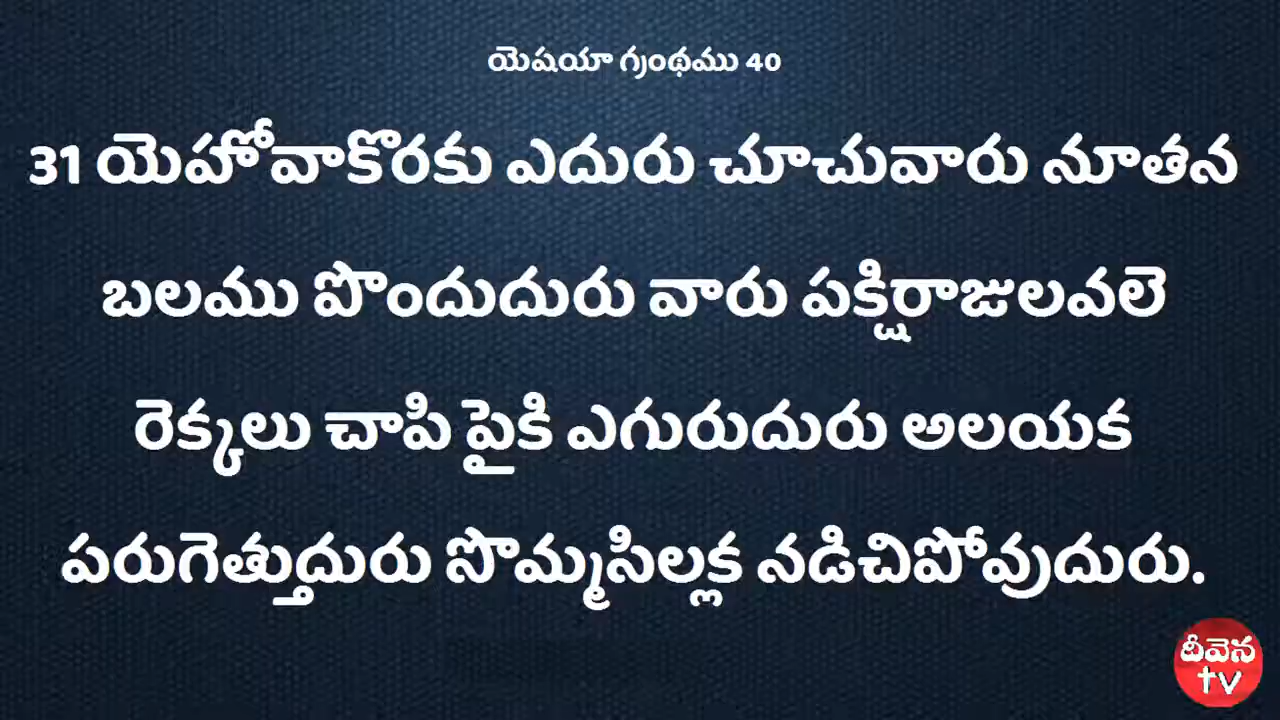 యెషయా గ్రంథము 40
31 యెహోవాకొరకు ఎదురు చూచువారు నూతన
బలము పొందుదురు వారు పక్షిరాజులవలె
రెక్కలు చాపి పైకి ఎగురుదురు అలయక
పరుగెత్తుదురు సొమ్మసిల్లక నడిచిపోవుదురు.
దీవెన
tv